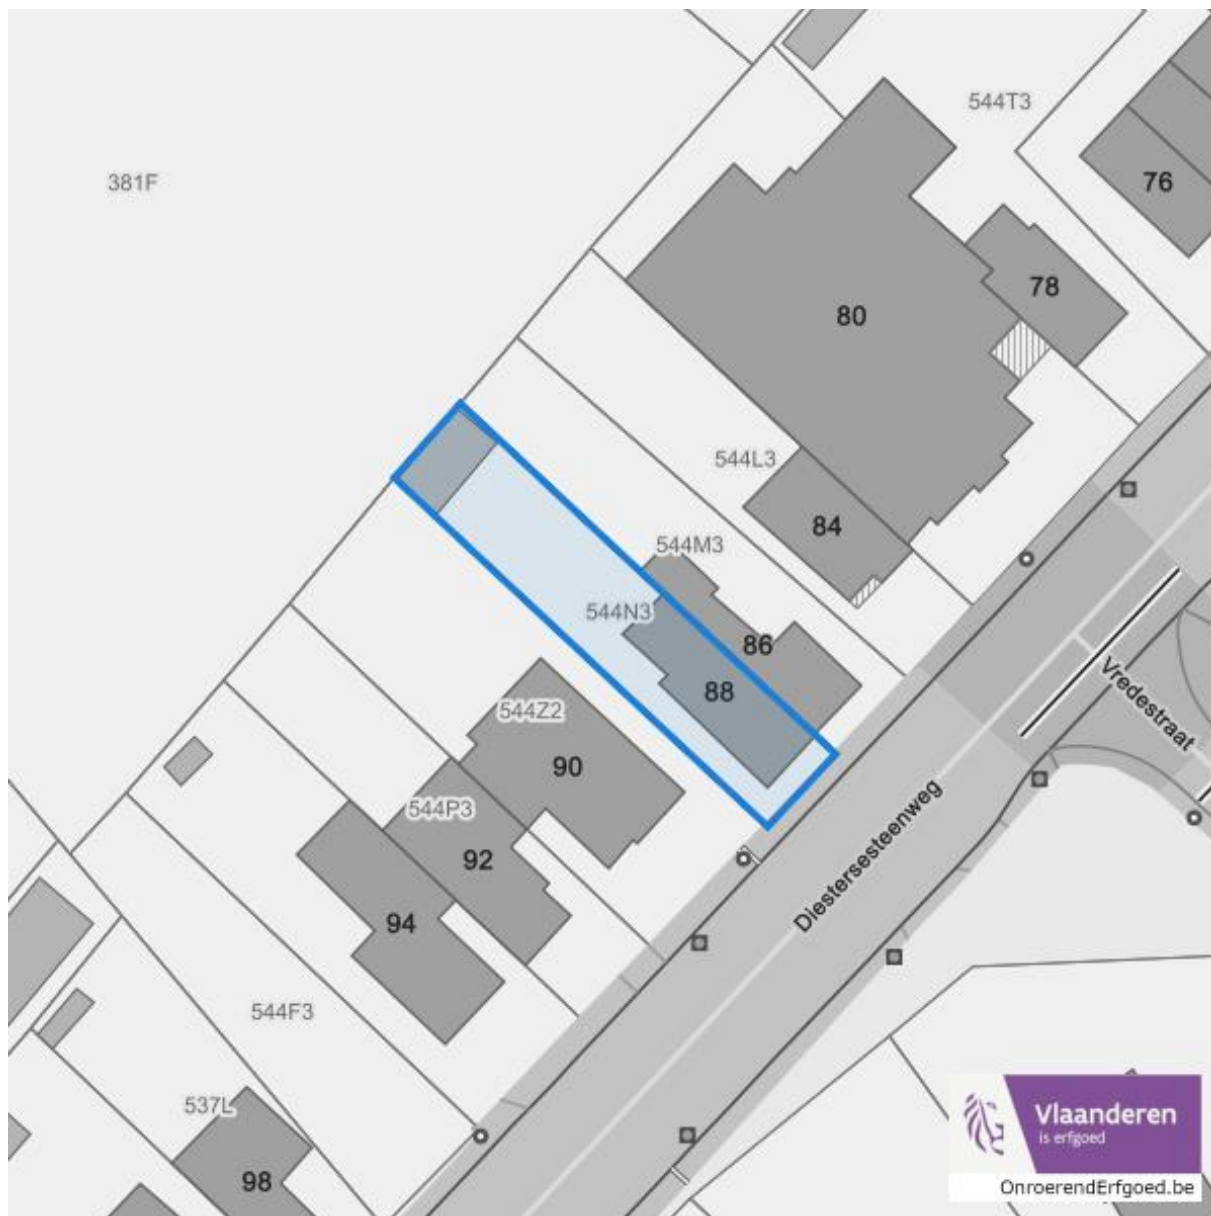 544T3
381F
76
78
80
544L3
84
544M3
544N3
86
Vredestraat
88
544Z2
90
544P3
Diestersesteenweg
92
94
544F3
537L
Vlaanderen
is erfgoed
98
OnroerendErfgoed.be